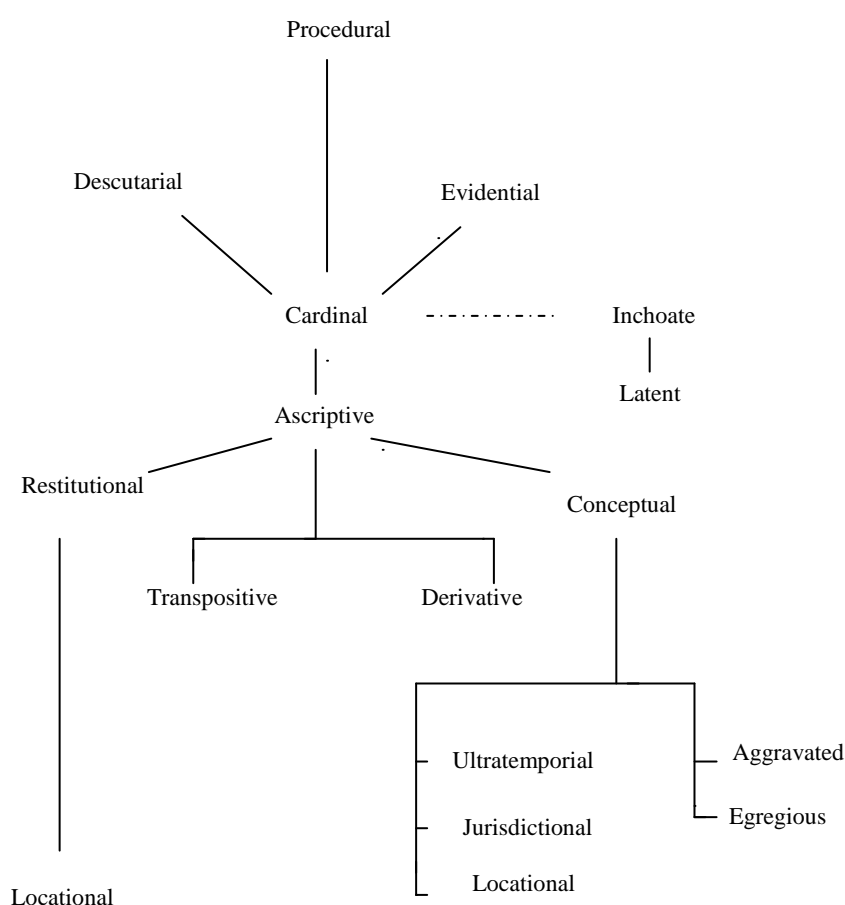 Procedural
Descutarial
Evidential
Cardinal
Inchoate
Latent
Ascriptive
Restitutional
Conceptual
Transpositive
Derivative
Ultratemporial
Aggravated
Jurisdictional
Egregious
Locational
Locational